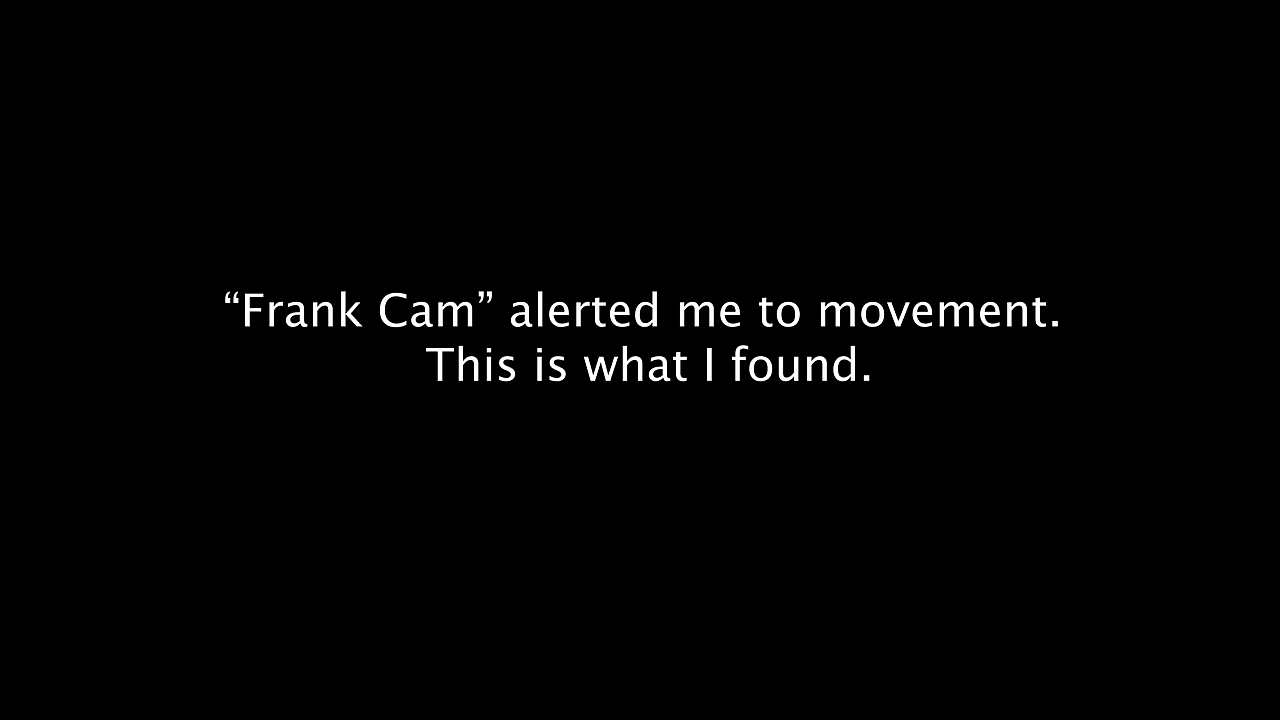 “Frank Cam” alerted me to movement.
This is what I found.